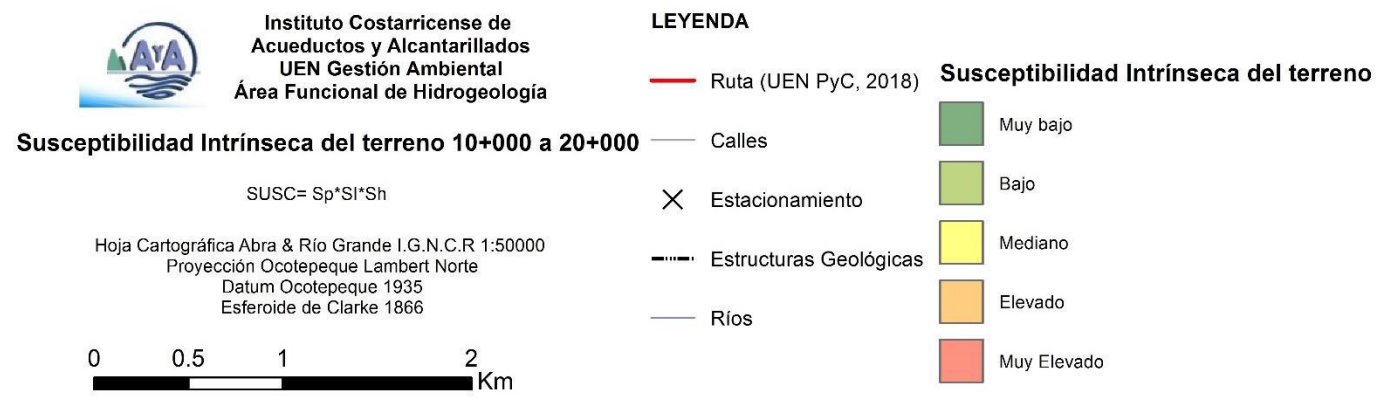 AYA
Instituto Costarricense de
Acueductos y Alcantarillados
UEN Gestión Ambiental
Área Funcional de Hidrogeología
Susceptibilidad Intrínseca del terreno 10+000 a 20+000
SUSC= Sp*Sl*Sh
Hoja Cartográfica Abra & Río Grande I.G.N.C.R 1:50000
Proyección Ocotepeque Lambert Norte
Datum Ocotepeque 1935
Esferoide de Clarke 1866
0 0.5 1 2
Km
LEYENDA
Ruta (UEN PyC, 2018)
Calles
Estacionamiento
Estructuras Geológicas
Ríos
Susceptibilidad Intrínseca del terreno
Muy bajo
Bajo
Mediano
Elevado
Muy Elevado